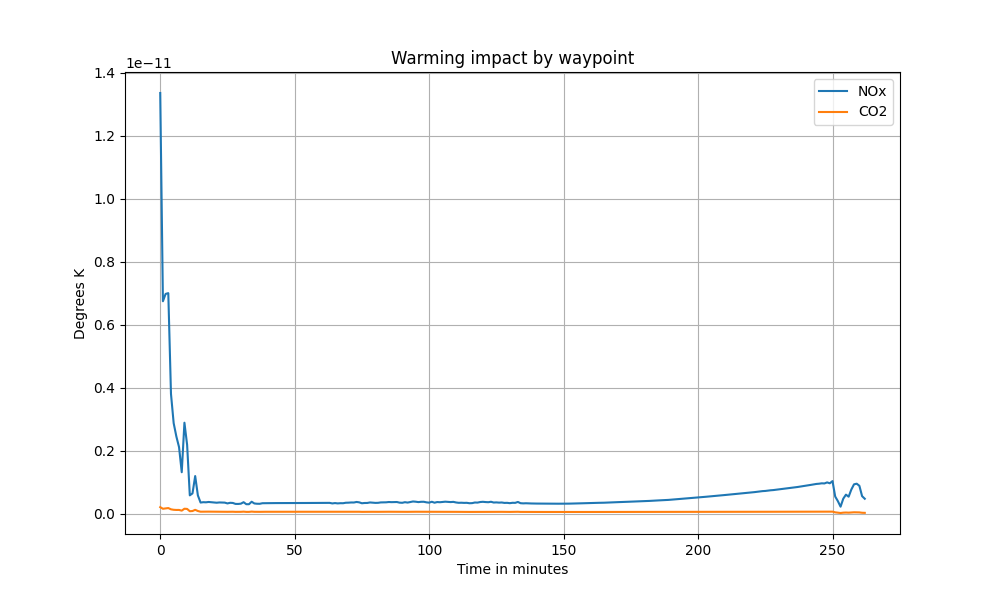 Warming impact by waypoint
1e−11
NOx
CO2
1.4
1.2
1.0
0.8
0.6
0.4
0.2
0.0
Degrees K
0 50 100 150 200 250
Time in minutes